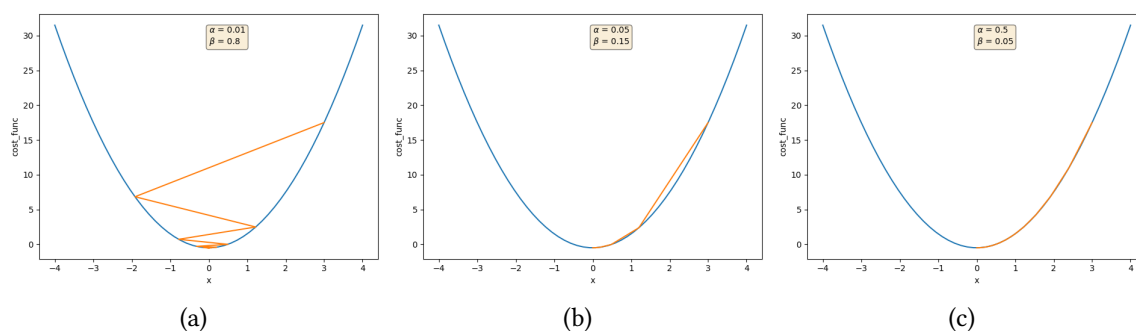 α = 0.01
β = 0.8
30
25
20
15
10
5
0
cost_func
−4 −3 −2 −1 0 1 2 3 4
x
(a)
α = 0.05
β = 0.15
30
25
20
15
10
5
0
cost_func
−4 −3 −2 −1 0 1 2 3 4
x
(b)
α = 0.5
β = 0.05
30
25
20
15
10
5
0
cost_func
−4 −3 −2 −1 0 1 2 3 4
x
(c)